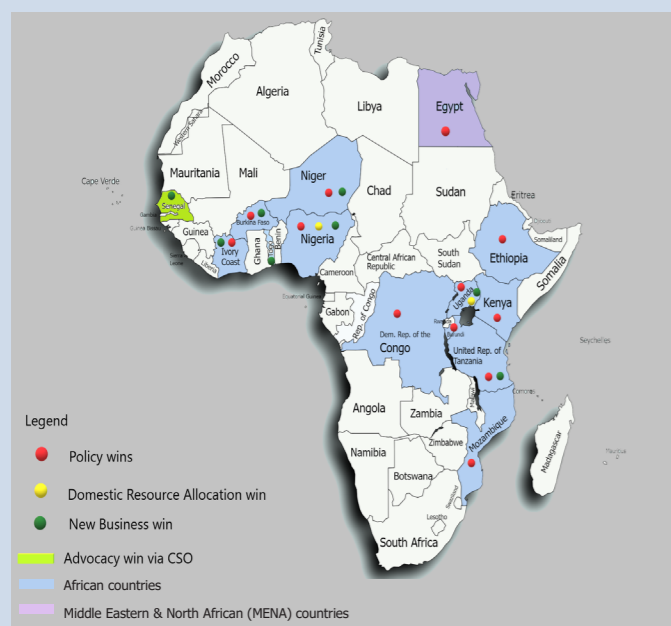 Tunisia
Morocco
Algeria
Libya
Egypt
Western Sahara
Mauritania
Mali
Niger
Chad
Sudan
Eritrea
Cape Verde
Senegal
Gambia
Guinea Bissau
Guinea
Sierra
Leone
Liberia
Ivory
Coast
Burkina Faso
Ghana
Togo
Benin
Nigeria
Cameroon
Central African
Republic
South
Sudan
Ethiopia
Djibouti
Somaliland
Somalia
Equatorial Guinea
Gabon
Rep. of Congo
Dem. Rep. of the
Congo
Uganda
Kenya
Rwanda
Burundi
United Rep. of
Tanzania
Seychelles
Comoros
Angola
Zambia
Malawi
Mozambique
Zimbabwe
Namibia
Botswana
Madagascar
Mauritius
Swaziland
Lesotho
South Africa
Legend
Policy wins
Domestic Resource Allocation win
New Business win
Advocacy win via CSO
African countries
Middle Eastern & North African (MENA) countries